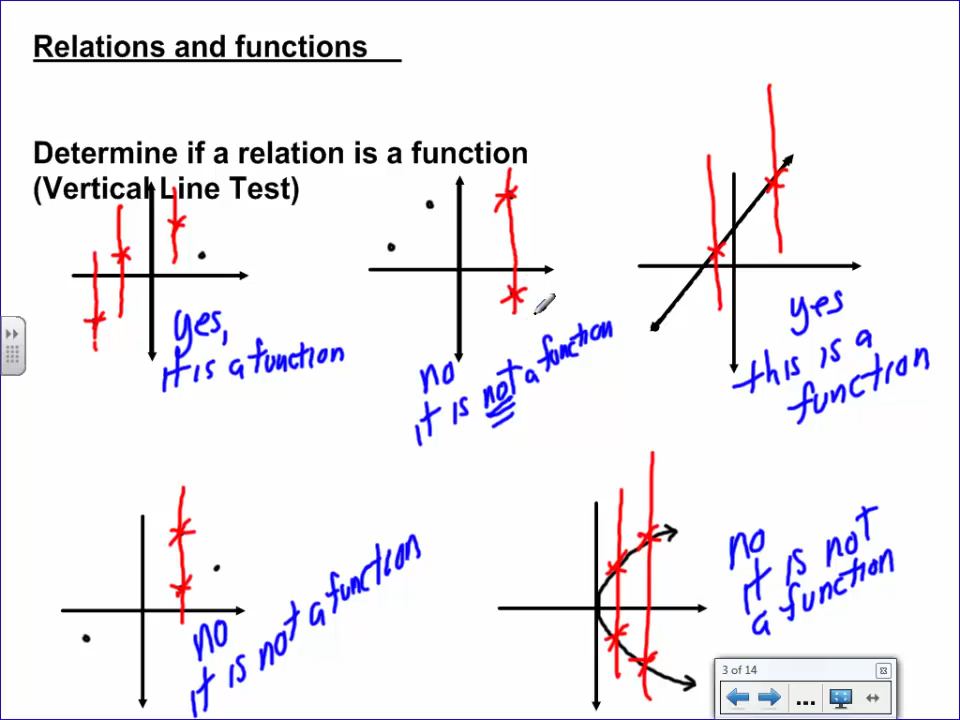 Relations and functions
Determine if a relation is a function
(Vertical Line Test)
yes,
it is a function
no
it is not a function
yes
this is a
function
no
it is not a function
no
it is not
a function
3 of 14
...